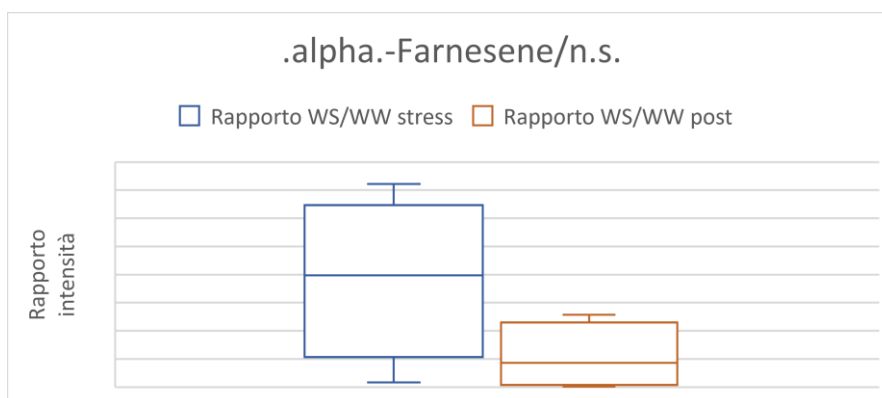 .alpha.-Farnesene/n.s.
Rapporto WS/WW stress Rapporto WS/WW post
Rapporto
intensità